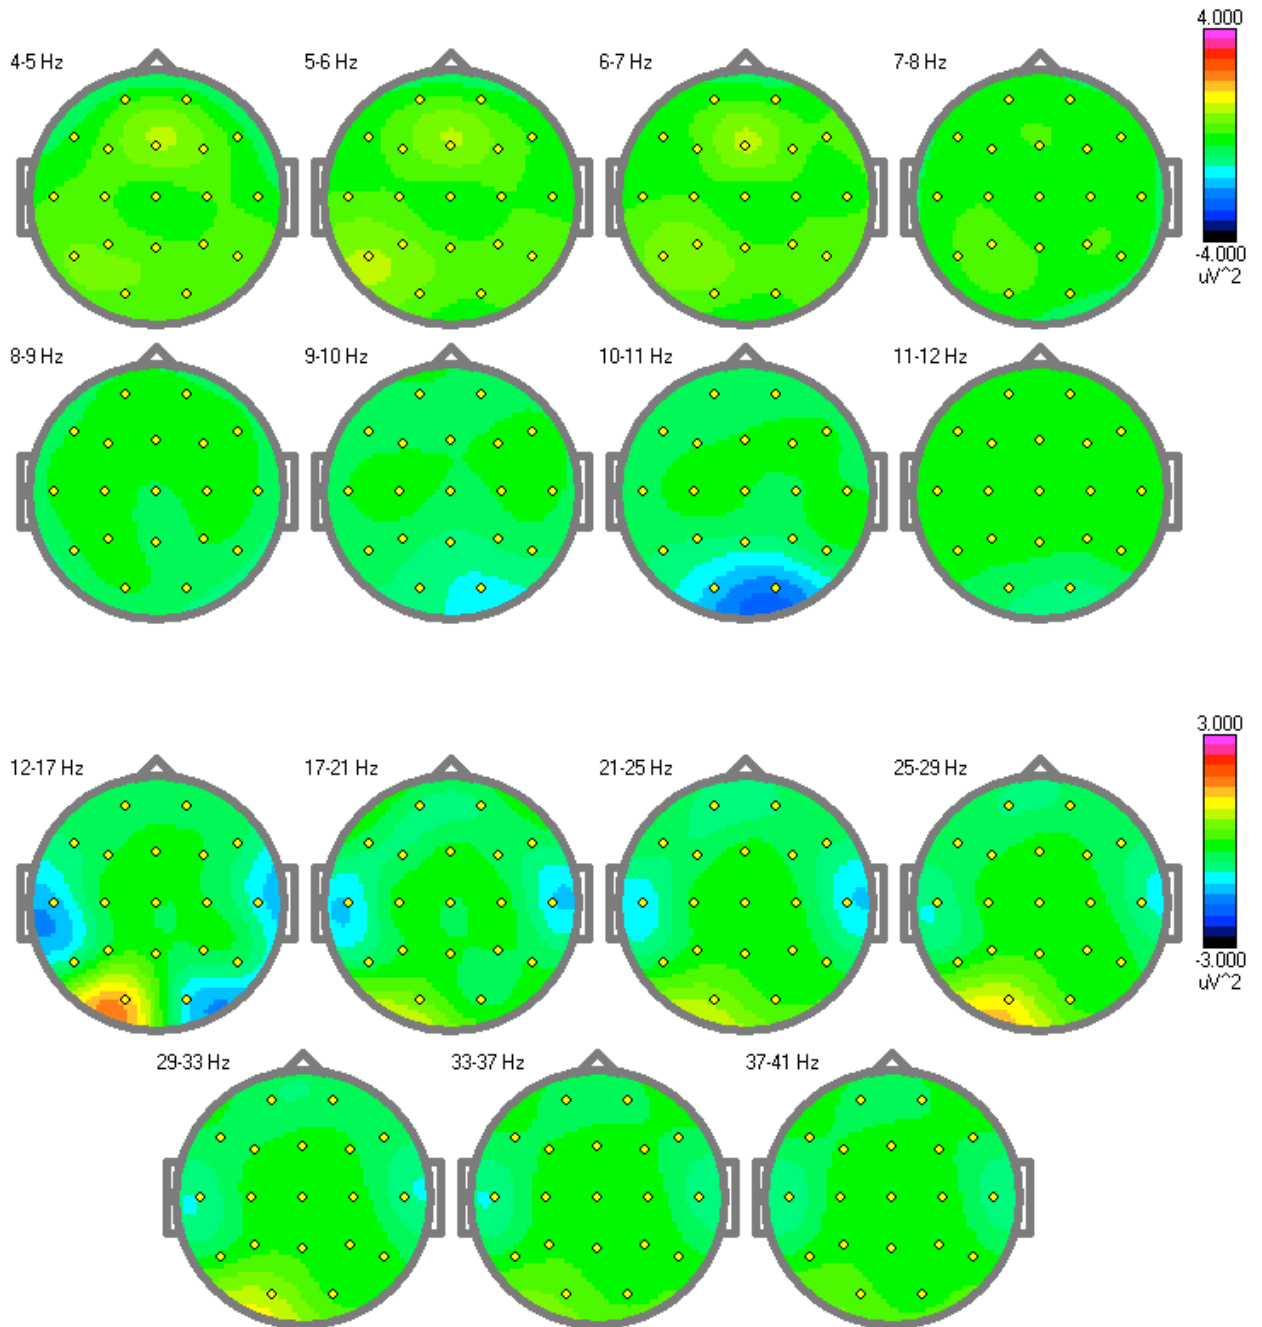 4.000
4-5 Hz
5-6 Hz
6-7 Hz
7-8 Hz
-4.000
uV^2
8-9 Hz
9-10 Hz
10-11 Hz
11-12 Hz
3.000
12-17 Hz
17-21 Hz
21-25 Hz
25-29 Hz
-3.000
uV^2
29-33 Hz
33-37 Hz
37-41 Hz